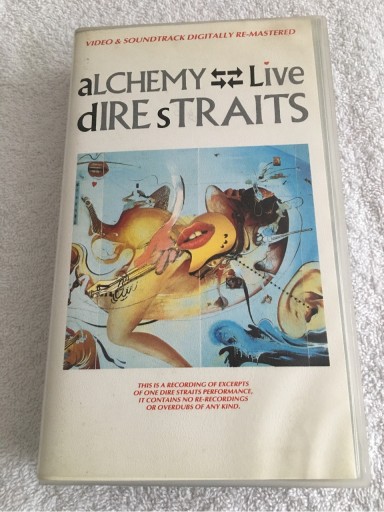 VIDEO & SOUNDTRACK DIGITALLY RE-MASTERED
aLCHEMY ⇆ Live
dIRE sTRAITS
THIS IS A RECORDING OF EXCERPTS
OF ONE DIRE STRAITS PERFORMANCE,
IT CONTAINS NO RE-RECORDINGS
OR OVERDUBS OF ANY KIND.